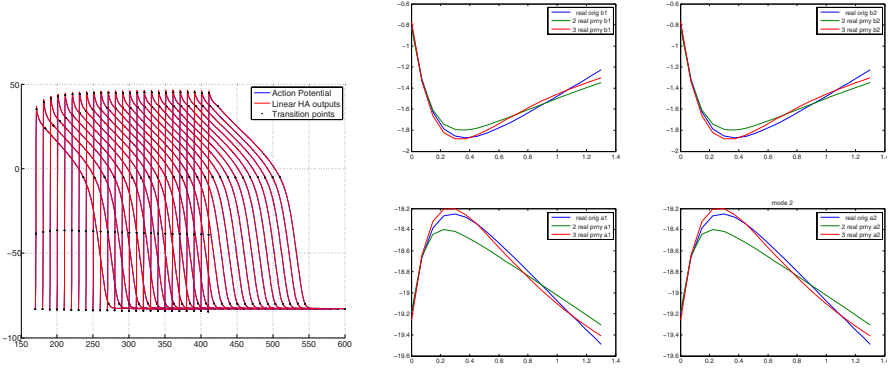 50
0
−50
−100
150 200 250 300 350 400 450 500 550 600
Action Potential
Linear HA outputs
Transition points
−0.6
−0.8
−1
−1.2
−1.4
−1.6
−1.8
−2
0 0.2 0.4 0.6 0.8 1 1.2 1.4
real orig b1
2 real prny b1
3 real prny b1
−0.6
−0.8
−1
−1.2
−1.4
−1.6
−1.8
−2
0 0.2 0.4 0.6 0.8 1 1.2 1.4
real orig b2
2 real prny b2
3 real prny b2
−18.2
−18.4
−18.6
−18.8
−19
−19.2
−19.4
−19.6
0 0.2 0.4 0.6 0.8 1 1.2 1.4
real orig a1
2 real prny a1
3 real prny a1
mode 2
−18.2
−18.4
−18.6
−18.8
−19
−19.2
−19.4
−19.6
0 0.2 0.4 0.6 0.8 1 1.2 1.4
real orig a2
2 real prny a2
3 real prny a2